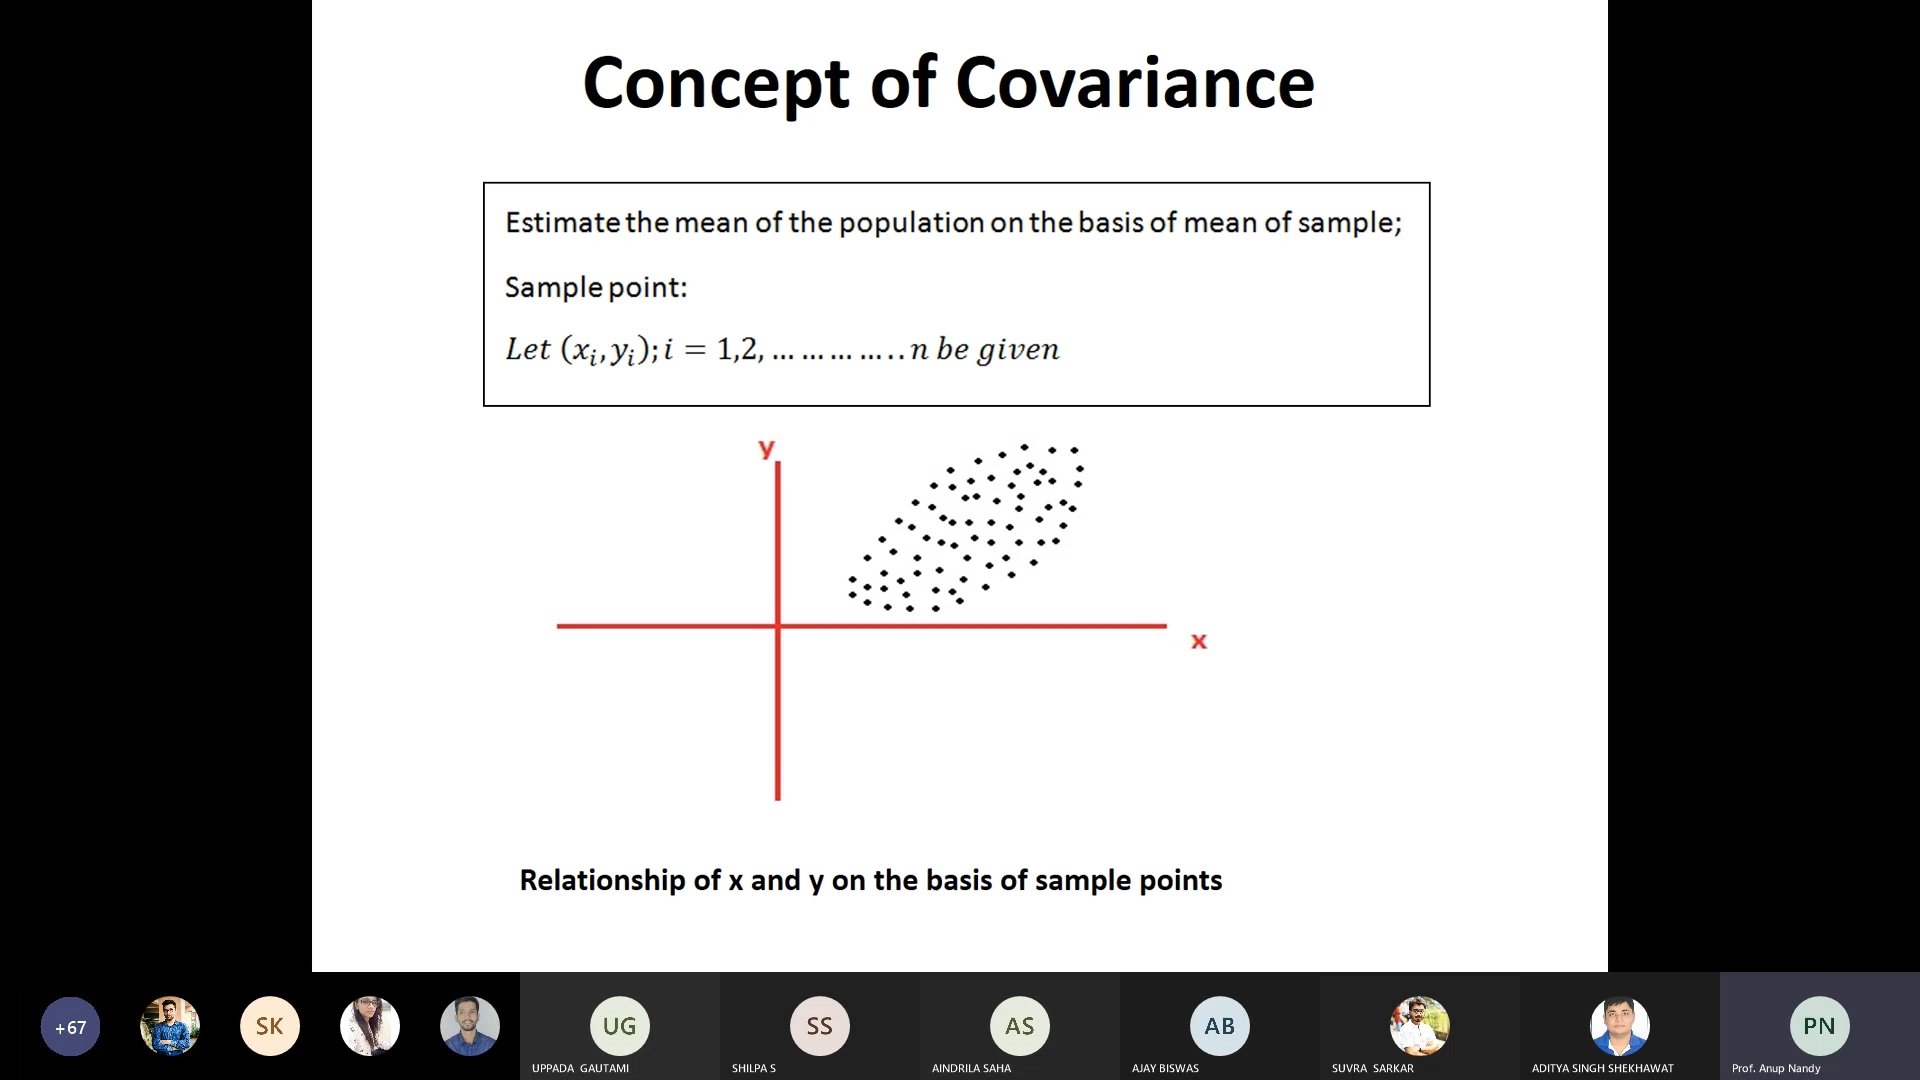 Concept of Covariance
Estimate the mean of the population on the basis of mean of sample;
Sample point:
Let (xᵢ, yᵢ); i = 1,2, … … … … . . n be given
y
x
Relationship of x and y on the basis of sample points
+67
SK
UG
SS
AS
AB
PN
UPPADA GAUTAMI
SHILPA S
AINDRILA SAHA
AJAY BISWAS
SUVRA SARKAR
ADITYA SINGH SHEKHAWAT
Prof. Anup Nandy